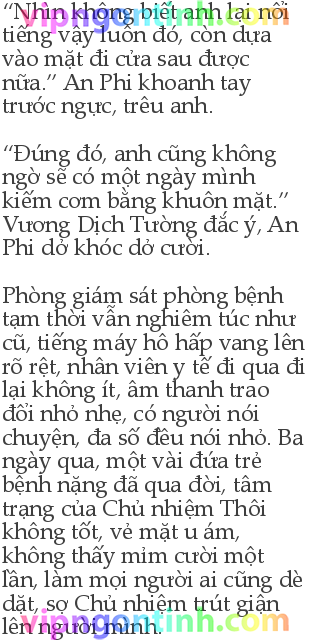 “Nhìn không biết anh lại nổi
tiếng vậy luôn đó, còn dựa
vào mặt đi cửa sau được
nữa.” An Phi khoanh tay
trước ngực, trêu anh.
“Đúng đó, anh cũng không
ngờ sẽ có một ngày mình
kiếm cơm bằng khuôn mặt.”
Vương Dịch Tường đắc ý, An
Phi dở khóc dở cười.
Phòng giám sát phòng bệnh
tạm thời vẫn nghiêm túc như
cũ, tiếng máy hô hấp vang lên
rõ rệt, nhân viên y tế đi qua đi
lại không ít, âm thanh trao
đổi nhỏ nhẹ, có người nói
chuyện, đa số đều nói nhỏ. Ba
ngày qua, một vài đứa trẻ
bệnh nặng đã qua đời, tâm
trạng của Chủ nhiệm Thôi
không tốt, vẻ mặt u ám,
không thấy mỉm cười một
lần, làm mọi người ai cũng dè
dặt, sợ Chủ nhiệm trút giận
lên người mình.
vipngontinh.com
vipngontinh.com